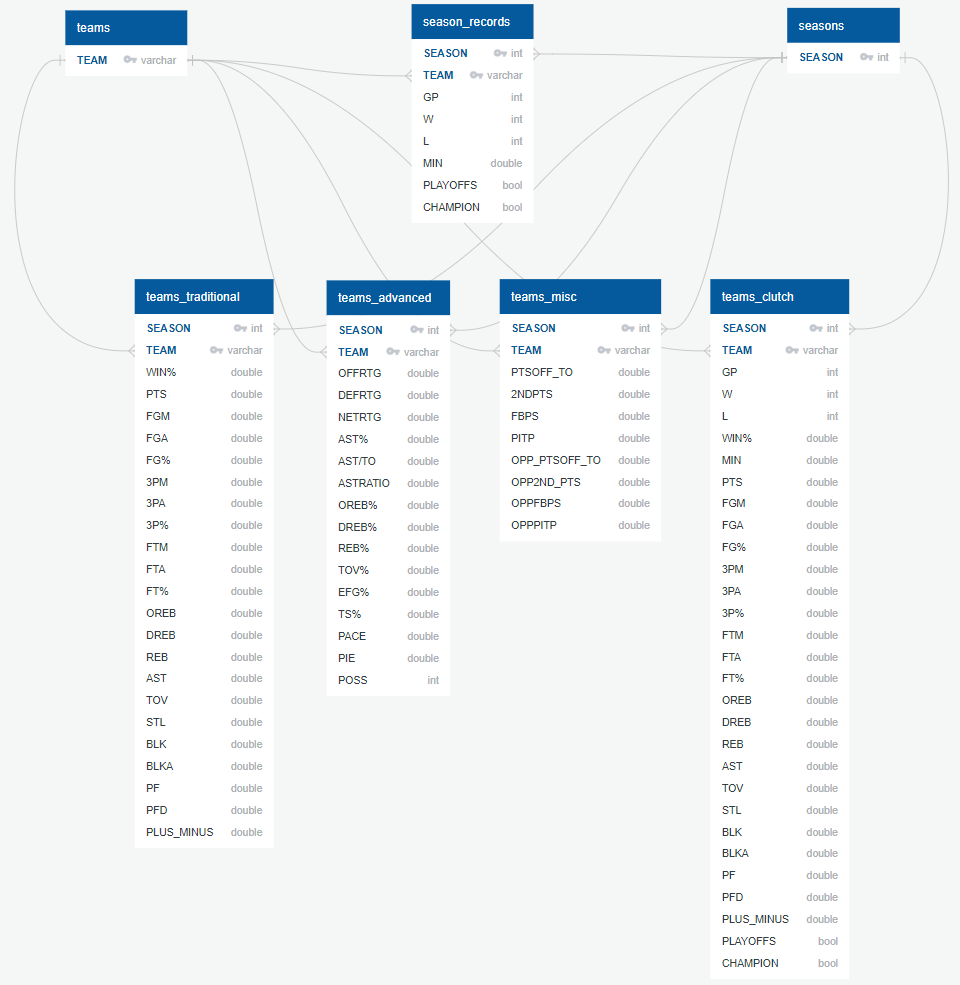 teams
TEAM varchar
season_records
SEASON int
TEAM varchar
GP int
W int
L int
MIN double
PLAYOFFS bool
CHAMPION bool
seasons
SEASON int
teams_traditional
SEASON int
TEAM varchar
WIN% double
PTS double
FGM double
FGA double
FG% double
3PM double
3PA double
3P% double
FTM double
FTA double
FT% double
OREB double
DREB double
REB double
AST double
TOV double
STL double
BLK double
BLKA double
PF double
PFD double
PLUS_MINUS double
teams_advanced
SEASON int
TEAM varchar
OFFRTG double
DEFRTG double
NETRTG double
AST% double
AST/TO double
ASTRATIO double
OREB% double
DREB% double
REB% double
TOV% double
EFG% double
TS% double
PACE double
PIE double
POSS int
teams_misc
SEASON int
TEAM varchar
PTSOFF_TO double
2NDPTS double
FBPS double
PITP double
OPP_PTSOFF_TO double
OPP2ND_PTS double
OPPFBPS double
OPPPITP double
teams_clutch
SEASON int
TEAM varchar
GP int
W int
L int
WIN% double
MIN double
PTS double
FGM double
FGA double
FG% double
3PM double
3PA double
3P% double
FTM double
FTA double
FT% double
OREB double
DREB double
REB double
AST double
TOV double
STL double
BLK double
BLKA double
PF double
PFD double
PLUS_MINUS double
PLAYOFFS bool
CHAMPION bool